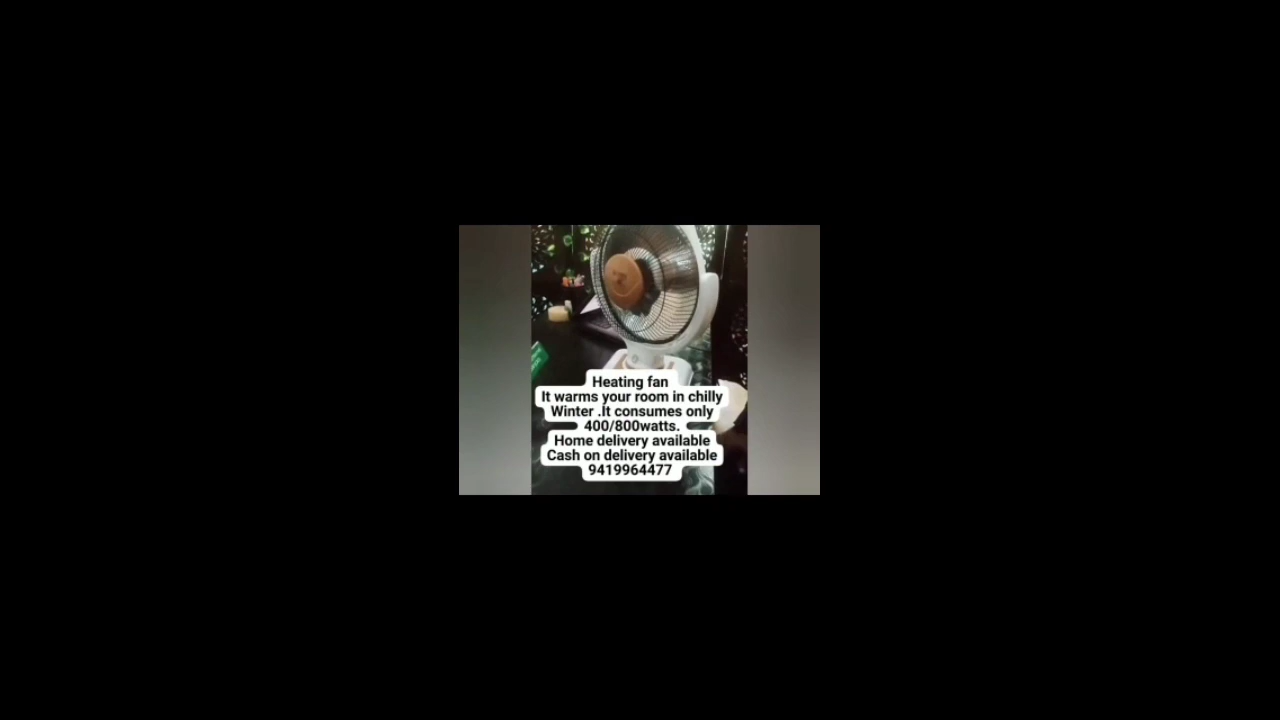 Heating fan
It warms your room in chilly
Winter .It consumes only
400/800watts.
Home delivery available
Cash on delivery available
9419964477